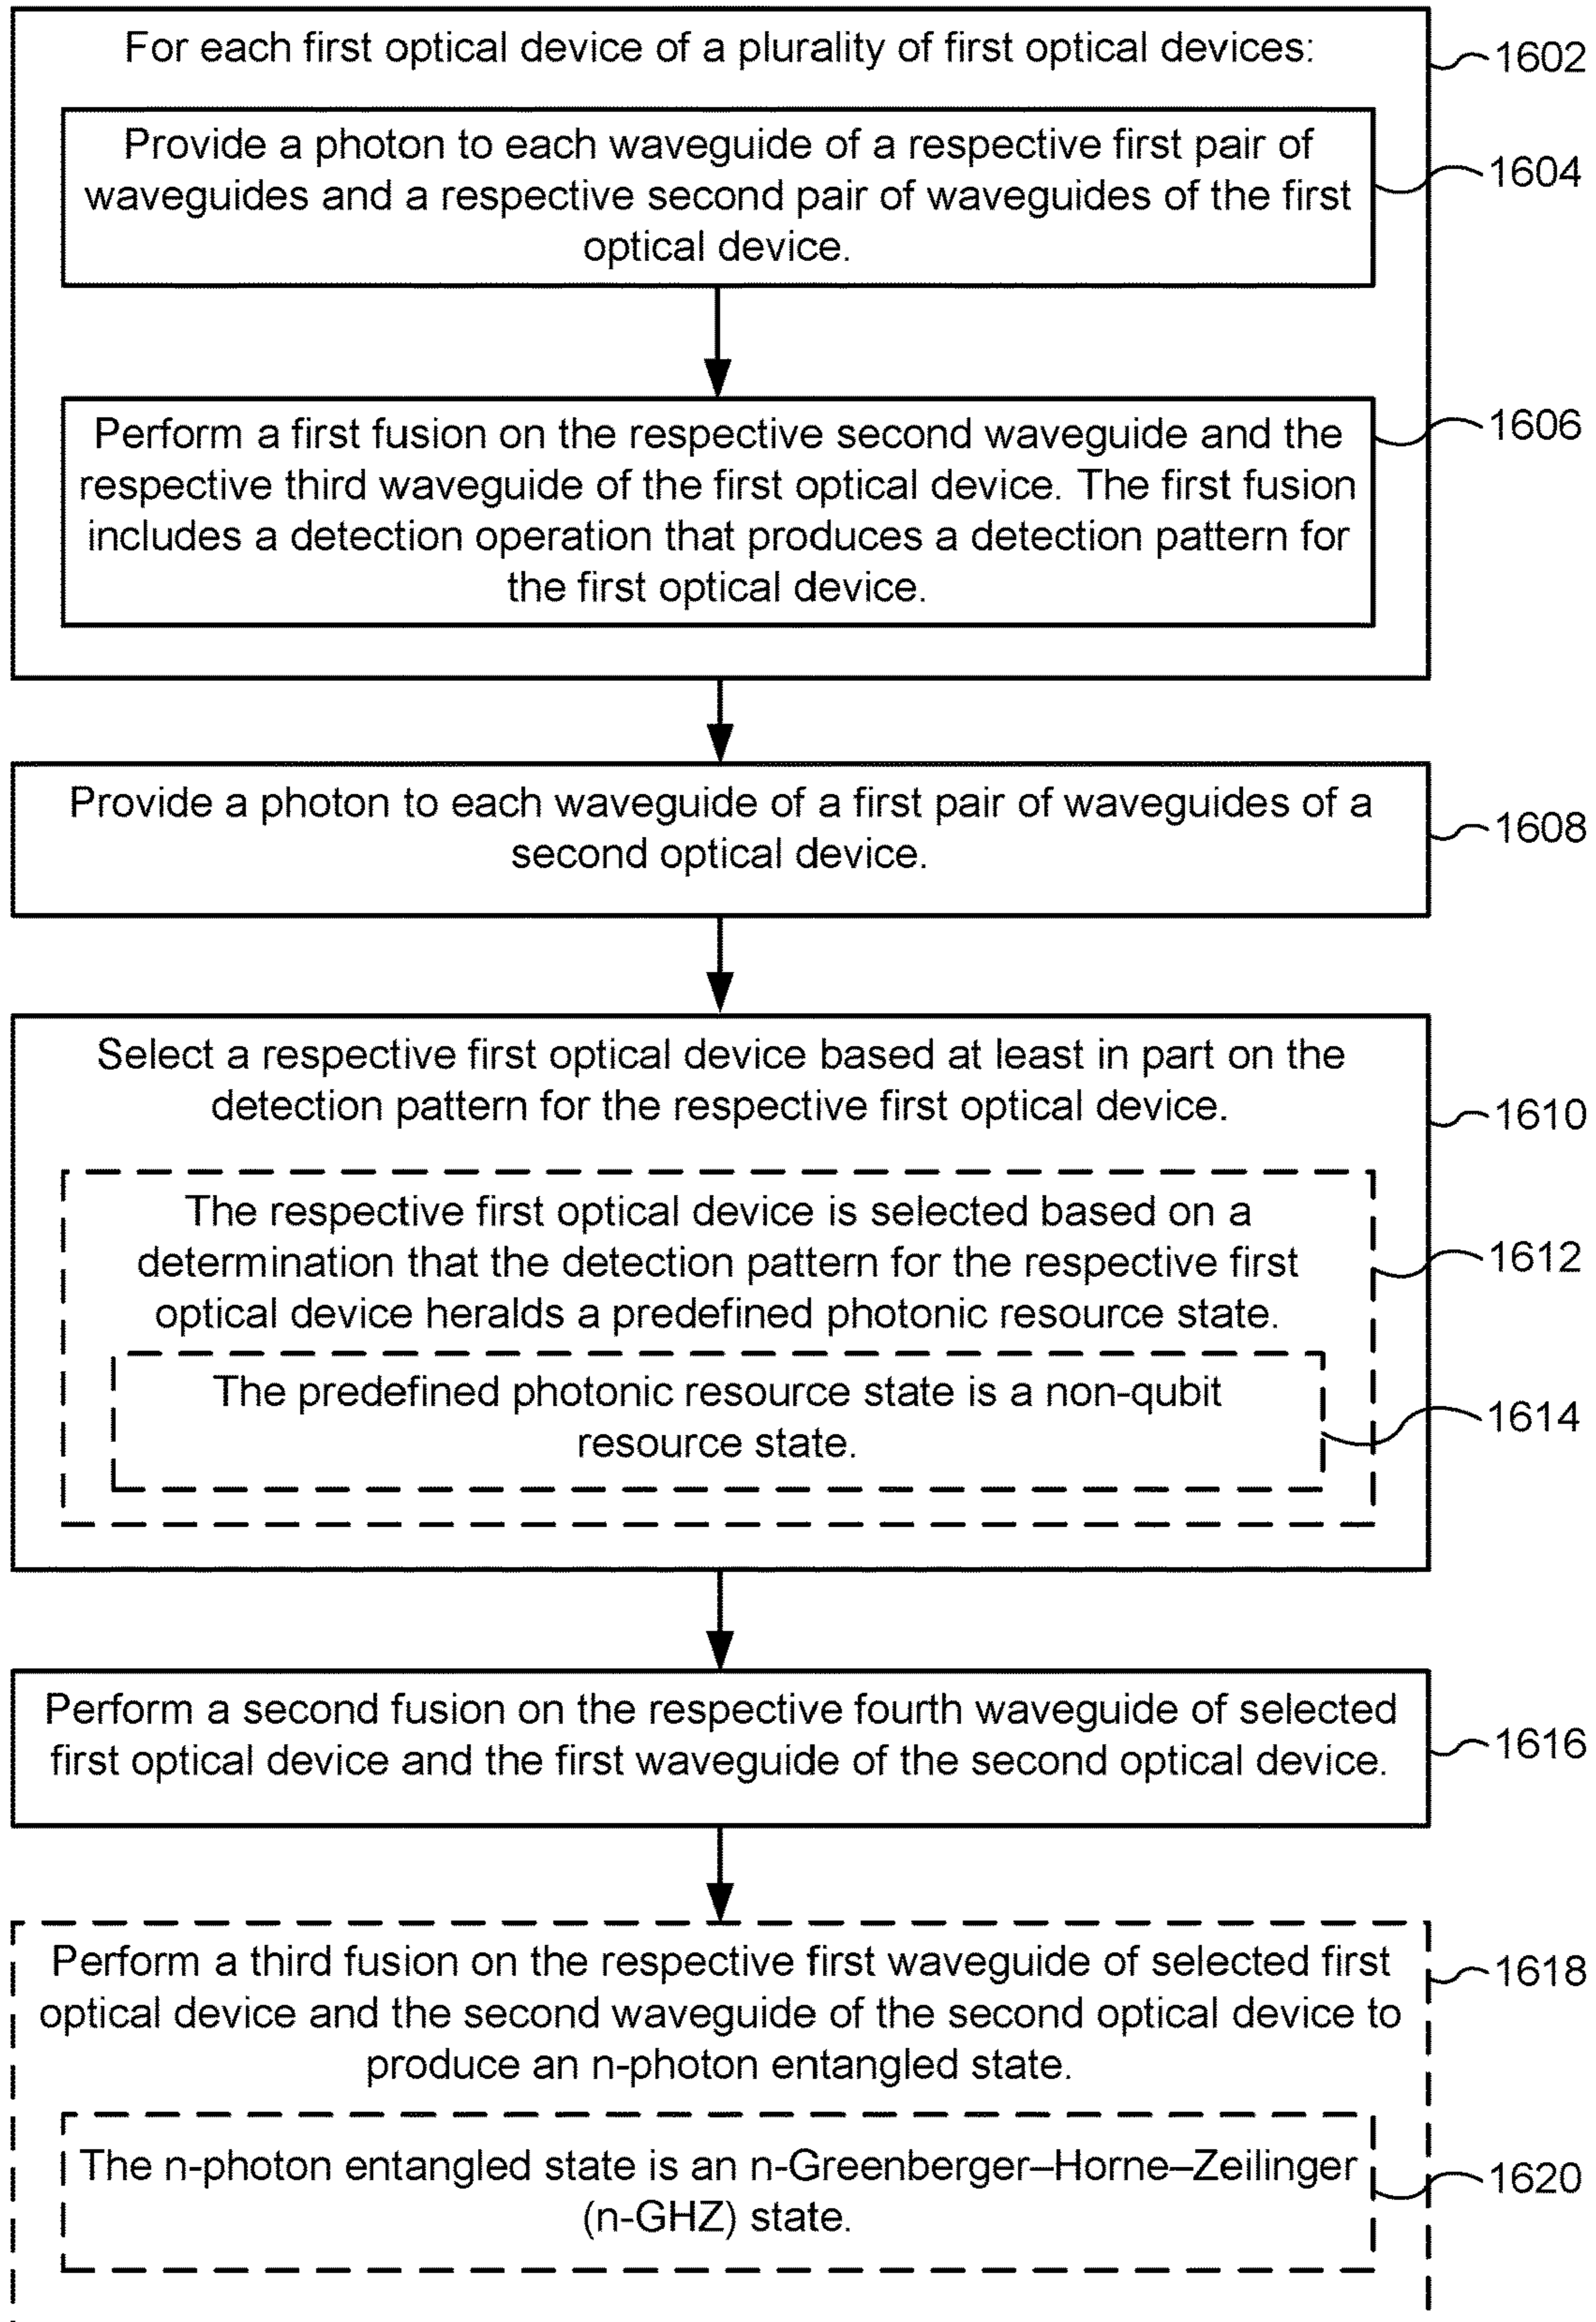 For each first optical device of a plurality of first optical devices:
1602
Provide a photon to each waveguide of a respective first pair of
waveguides and a respective second pair of waveguides of the first
optical device.
1604
Perform a first fusion on the respective second waveguide and the
respective third waveguide of the first optical device. The first fusion
includes a detection operation that produces a detection pattern for
the first optical device.
1606
Provide a photon to each waveguide of a first pair of waveguides of a
second optical device.
1608
Select a respective first optical device based at least in part on the
detection pattern for the respective first optical device.
1610
The respective first optical device is selected based on a
determination that the detection pattern for the respective first
optical device heralds a predefined photonic resource state.
1612
The predefined photonic resource state is a non-qubit
resource state.
1614
Perform a second fusion on the respective fourth waveguide of selected
first optical device and the first waveguide of the second optical device.
1616
Perform a third fusion on the respective first waveguide of selected first
optical device and the second waveguide of the second optical device to
produce an n-photon entangled state.
1618
The n-photon entangled state is an n-Greenberger–Horne–Zeilinger
(n-GHZ) state.
1620